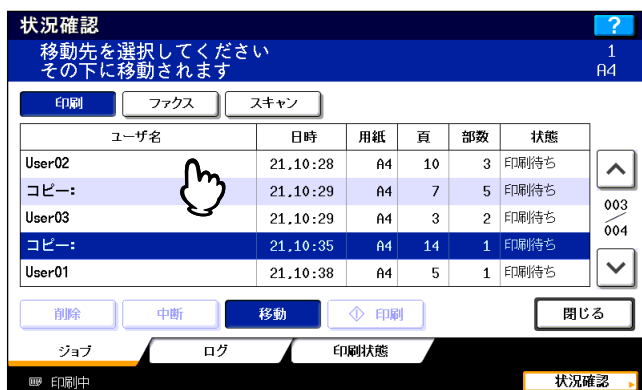 状況確認
?
移動先を選択してください
1
その下に移動されます
A4
印刷 ファクス スキャン
ユーザ名 日時 用紙 頁 部数 状態
User02 21,10:28 A4 10 3 印刷待ち
コピー: 21,10:29 A4 7 5 印刷待ち
User03 21,10:29 A4 3 2 印刷待ち
003
004
コピー: 21,10:35 A4 14 1 印刷待ち
User01 21,10:38 A4 5 1 印刷待ち
削除 中断 移動 印刷 閉じる
ジョブ ログ 印刷状態
印刷中 状況確認